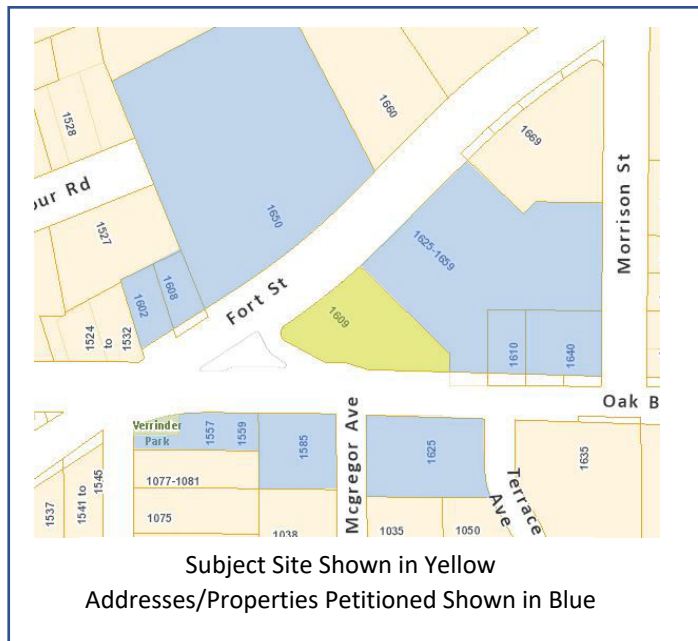 1660
1528
1669
our Rd
Morrison St
1650
1625-1659
1527
1608
1602
Fort St
1609
1524
to
1532
1610
1640
Oak B
Verrinder
Park
1557
1559
1585
Mcgregor Ave
1625
Terrace
Ave
1635
1077-1081
1545
1541 to
1537
1075
1038
1035
1050
Subject Site Shown in Yellow
Addresses/Properties Petitioned Shown in Blue